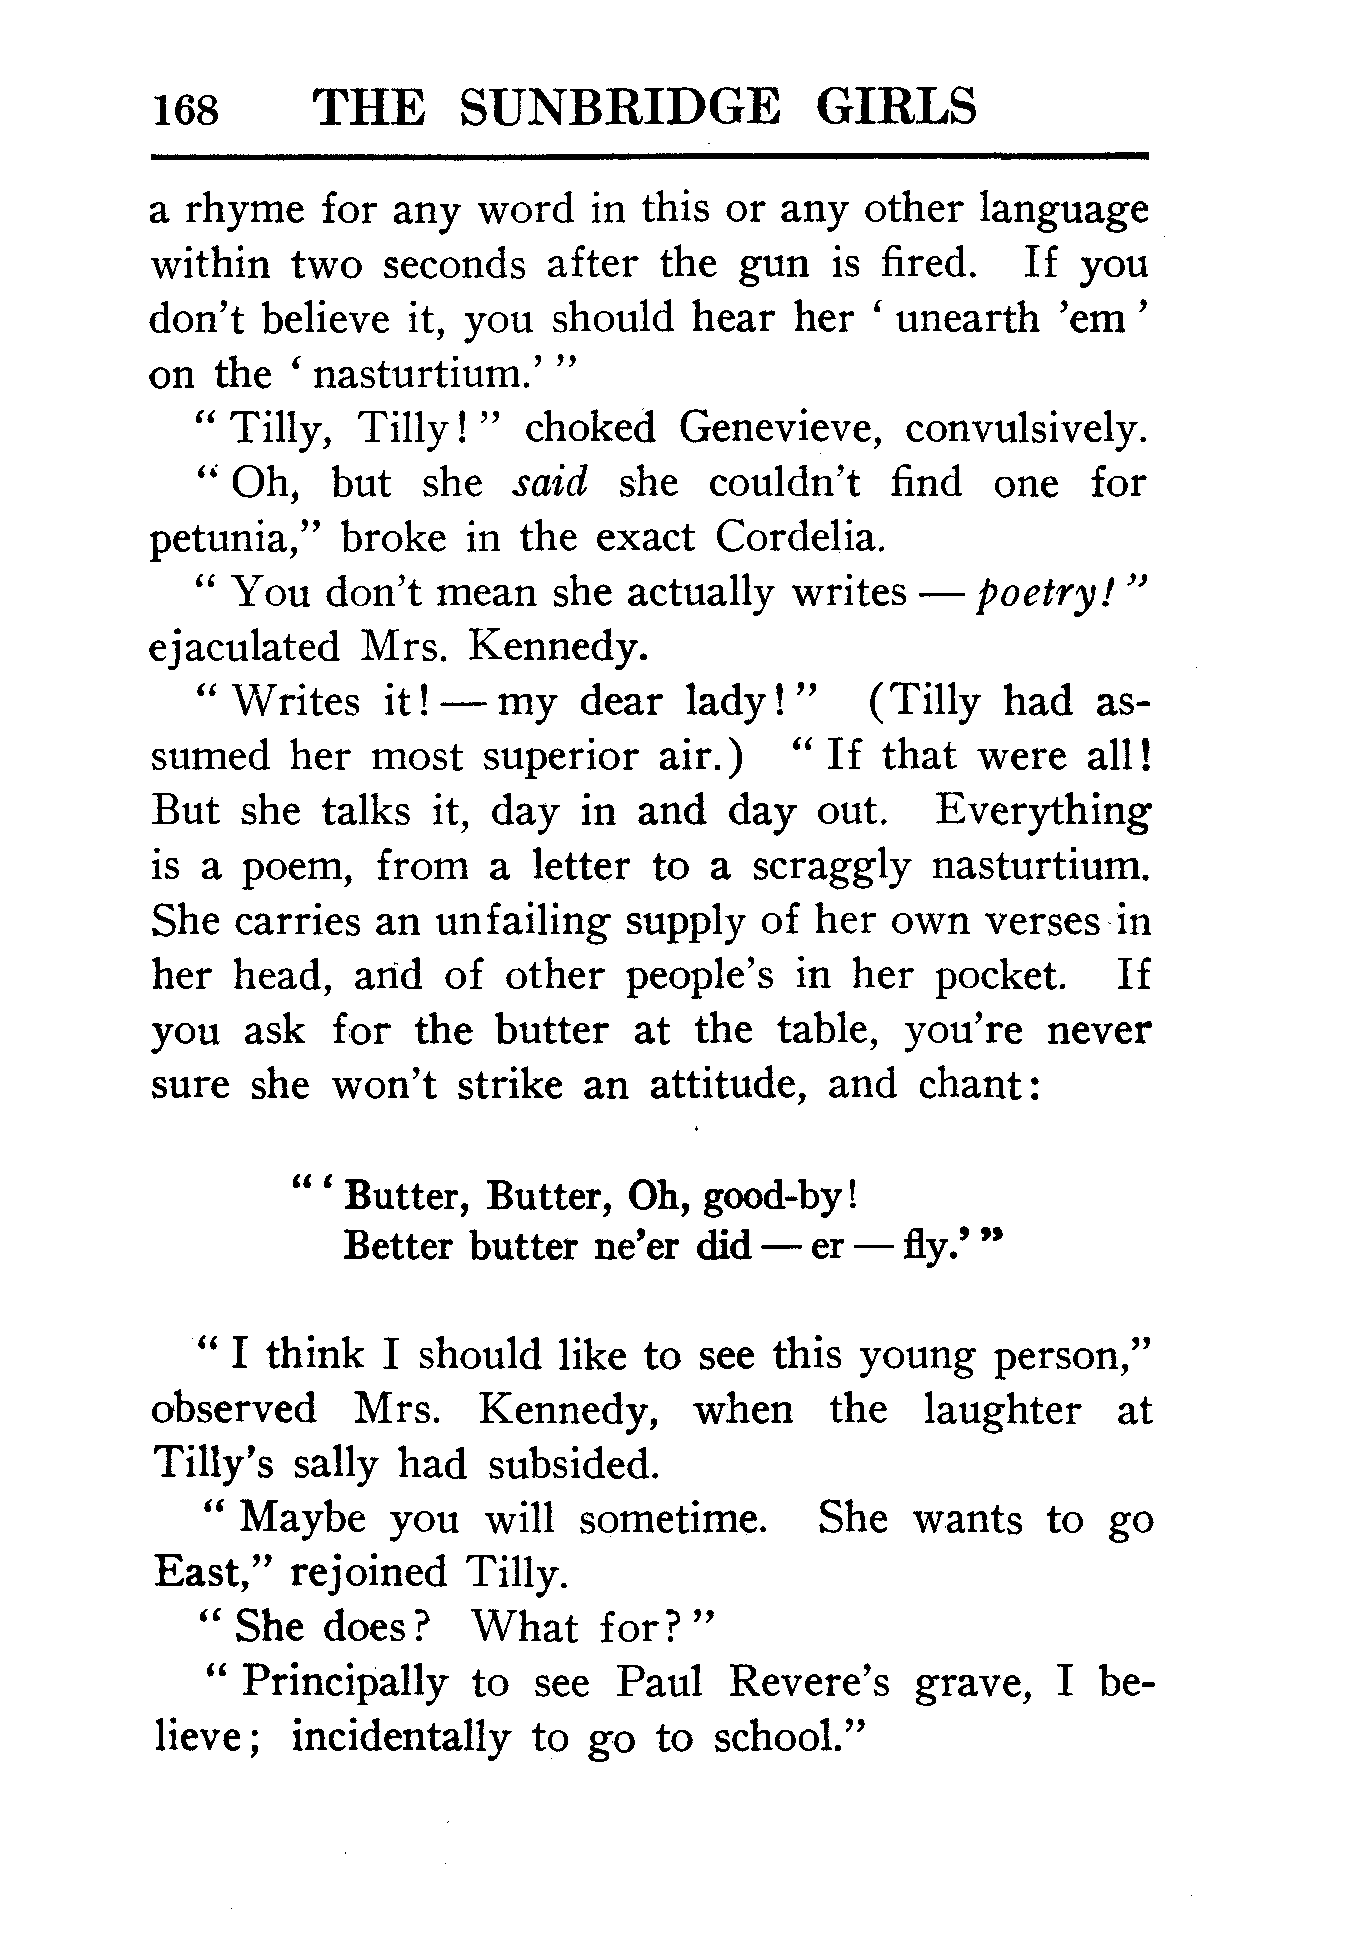 168 THE SUNBRIDGE GIRLS
a rhyme for any word in this or any other language
within two seconds after the gun is fired. If you
don't believe it, you should hear her ‘ unearth ’em ’
on the ‘ nasturtium.’ ”
“ Tilly, Tilly! ” choked Genevieve, convulsively.
“ Oh, but she said she couldn't find one for
petunia,” broke in the exact Cordelia.
“ You don't mean she actually writes — poetry! ”
ejaculated Mrs. Kennedy.
“ Writes it! — my dear lady! ” (Tilly had as-
sumed her most superior air.) “ If that were all!
But she talks it, day in and day out. Everything
is a poem, from a letter to a scraggly nasturtium.
She carries an unfailing supply of her own verses in
her head, and of other people's in her pocket. If
you ask for the butter at the table, you're never
sure she won't strike an attitude, and chant:
“ ‘ Butter, Butter, Oh, good-by!
Better butter ne'er did — er — fly.’ ”
“ I think I should like to see this young person,”
observed Mrs. Kennedy, when the laughter at
Tilly's sally had subsided.
“ Maybe you will sometime. She wants to go
East,” rejoined Tilly.
“ She does? What for? ”
“ Principally to see Paul Revere's grave, I be-
lieve; incidentally to go to school.”